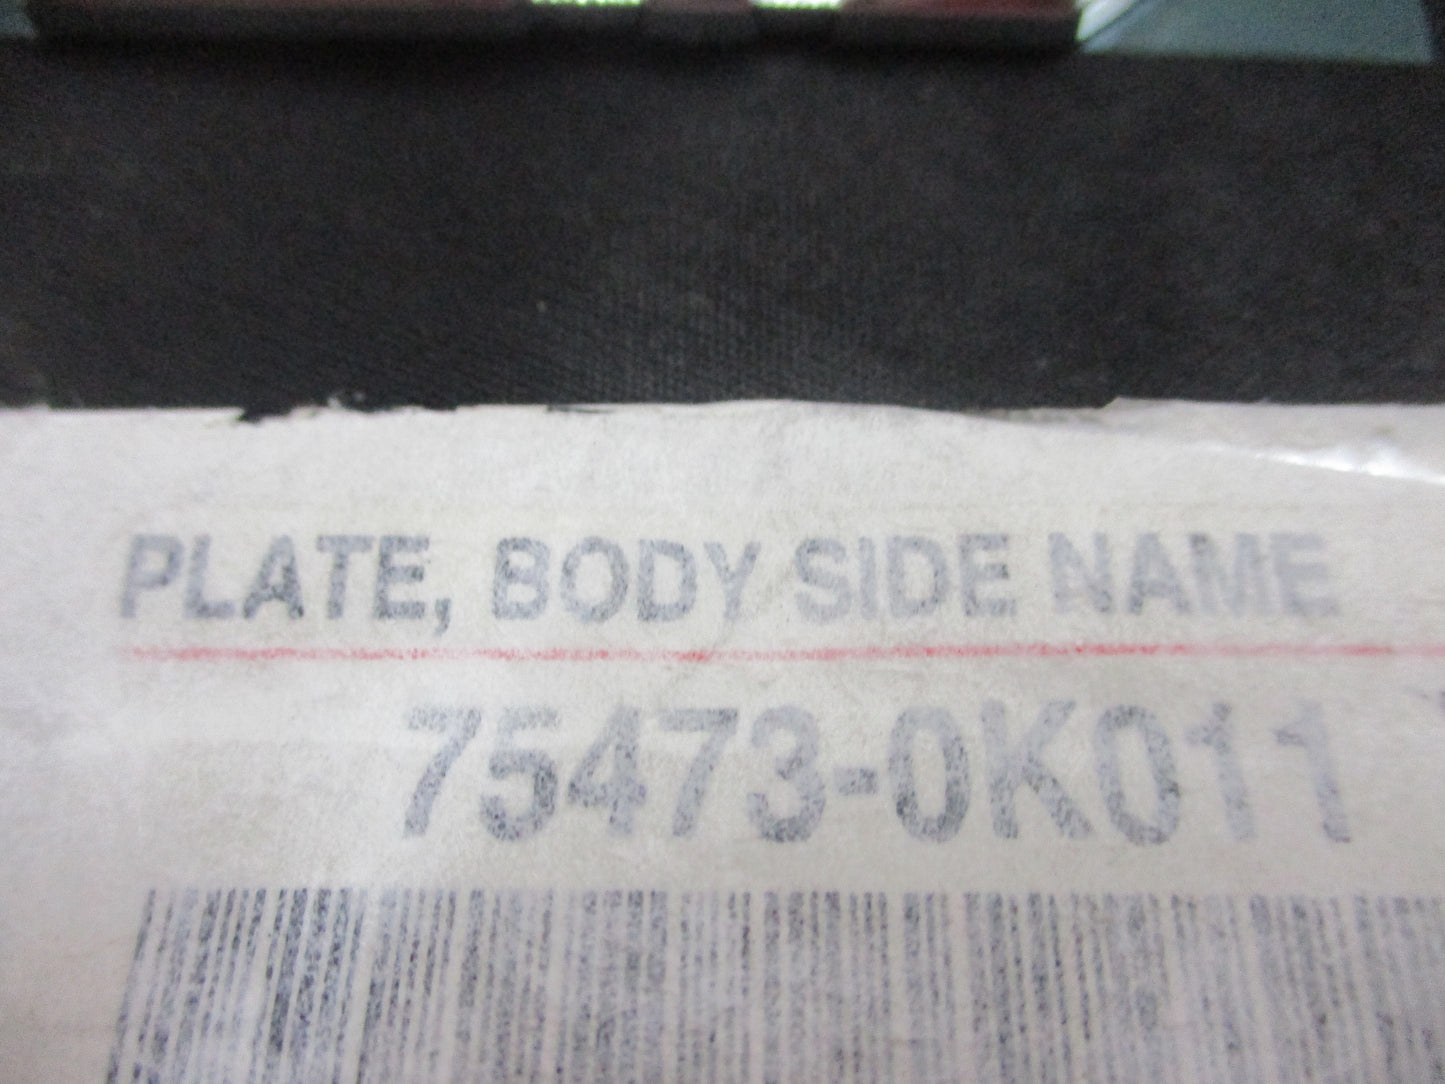 PLATE, BODY SIDE NAME
75473-0K011